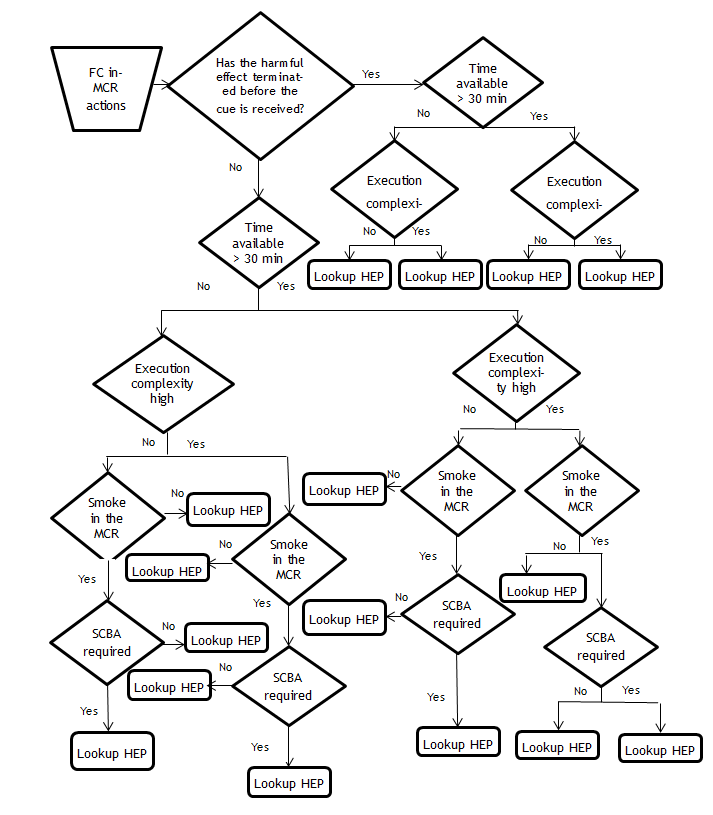 FC in-
MCR
actions
Has the harmful
effect terminat-
ed before the
cue is received?
Yes
Time
available
> 30 min
No
Yes
Execution
complexi-
Execution
complexi-
No
Yes
No
Yes
Lookup HEP
Lookup HEP
Lookup HEP
Lookup HEP
No
Time
available
> 30 min
No
Yes
Execution
complexity
high
Execution
complexi-
ty high
No
Yes
No
Yes
Smoke
in the
MCR
No
Lookup HEP
Smoke
in the
MCR
No
Lookup HEP
No
Lookup HEP
Smoke
in the
MCR
Smoke
in the
MCR
Yes
Yes
Yes
No
Yes
Lookup HEP
SCBA
required
No
Lookup HEP
SCBA
required
No
Lookup HEP
No
Lookup HEP
SCBA
required
SCBA
required
Yes
Lookup HEP
Yes
Lookup HEP
Yes
Lookup HEP
No
Yes
Lookup HEP
Lookup HEP